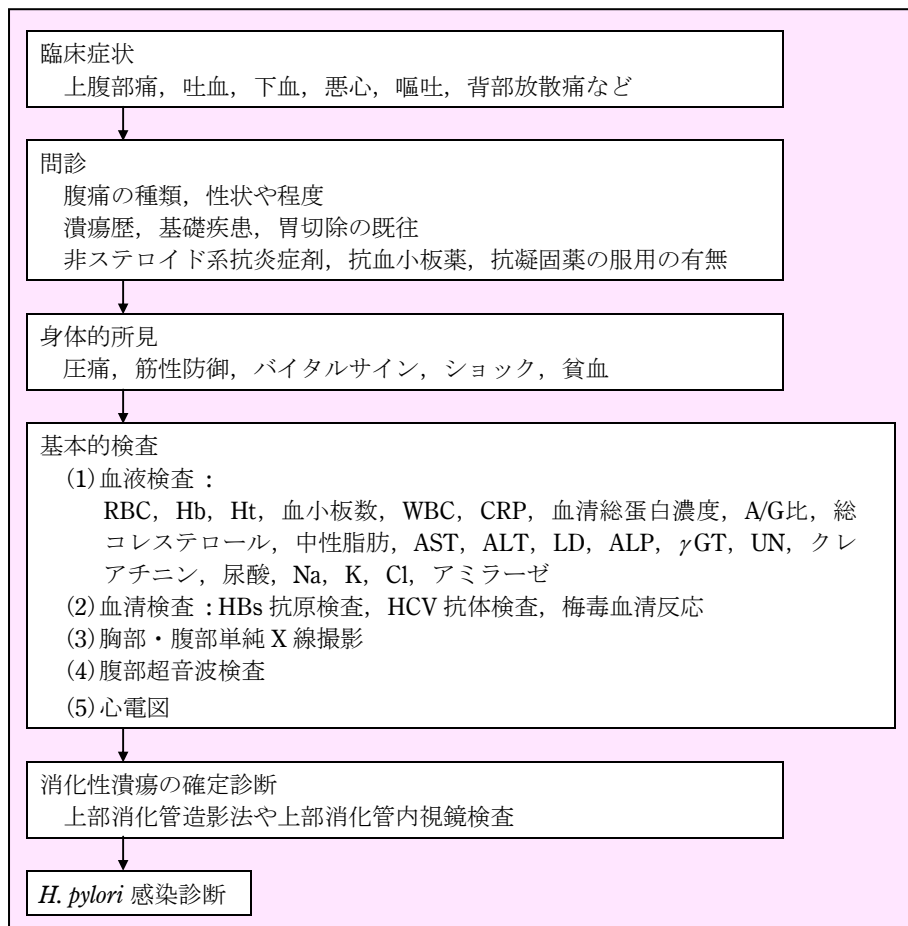 臨床症状
上腹部痛，吐血，下血，悪心，嘔吐，背部放散痛など
問診
腹痛の種類，性状や程度
潰瘍歴，基礎疾患，胃切除の既往
非ステロイド系抗炎症剤，抗血小板薬，抗凝固薬の服用の有無
身体的所見
圧痛，筋性防御，バイタルサイン，ショック，貧血
基本的検査
(1)血液検査：
RBC，Hb，Ht，血小板数，WBC，CRP，血清総蛋白濃度，A/G比，総
コレステロール，中性脂肪，AST，ALT，LD，ALP，γGT，UN，クレ
アチニン，尿酸，Na，K，Cl，アミラーゼ
(2)血清検査：HBs 抗原検査，HCV 抗体検査，梅毒血清反応
(3)胸部・腹部単純 X 線撮影
(4)腹部超音波検査
(5)心電図
消化性潰瘍の確定診断
上部消化管造影法や上部消化管内視鏡検査
H. pylori 感染診断